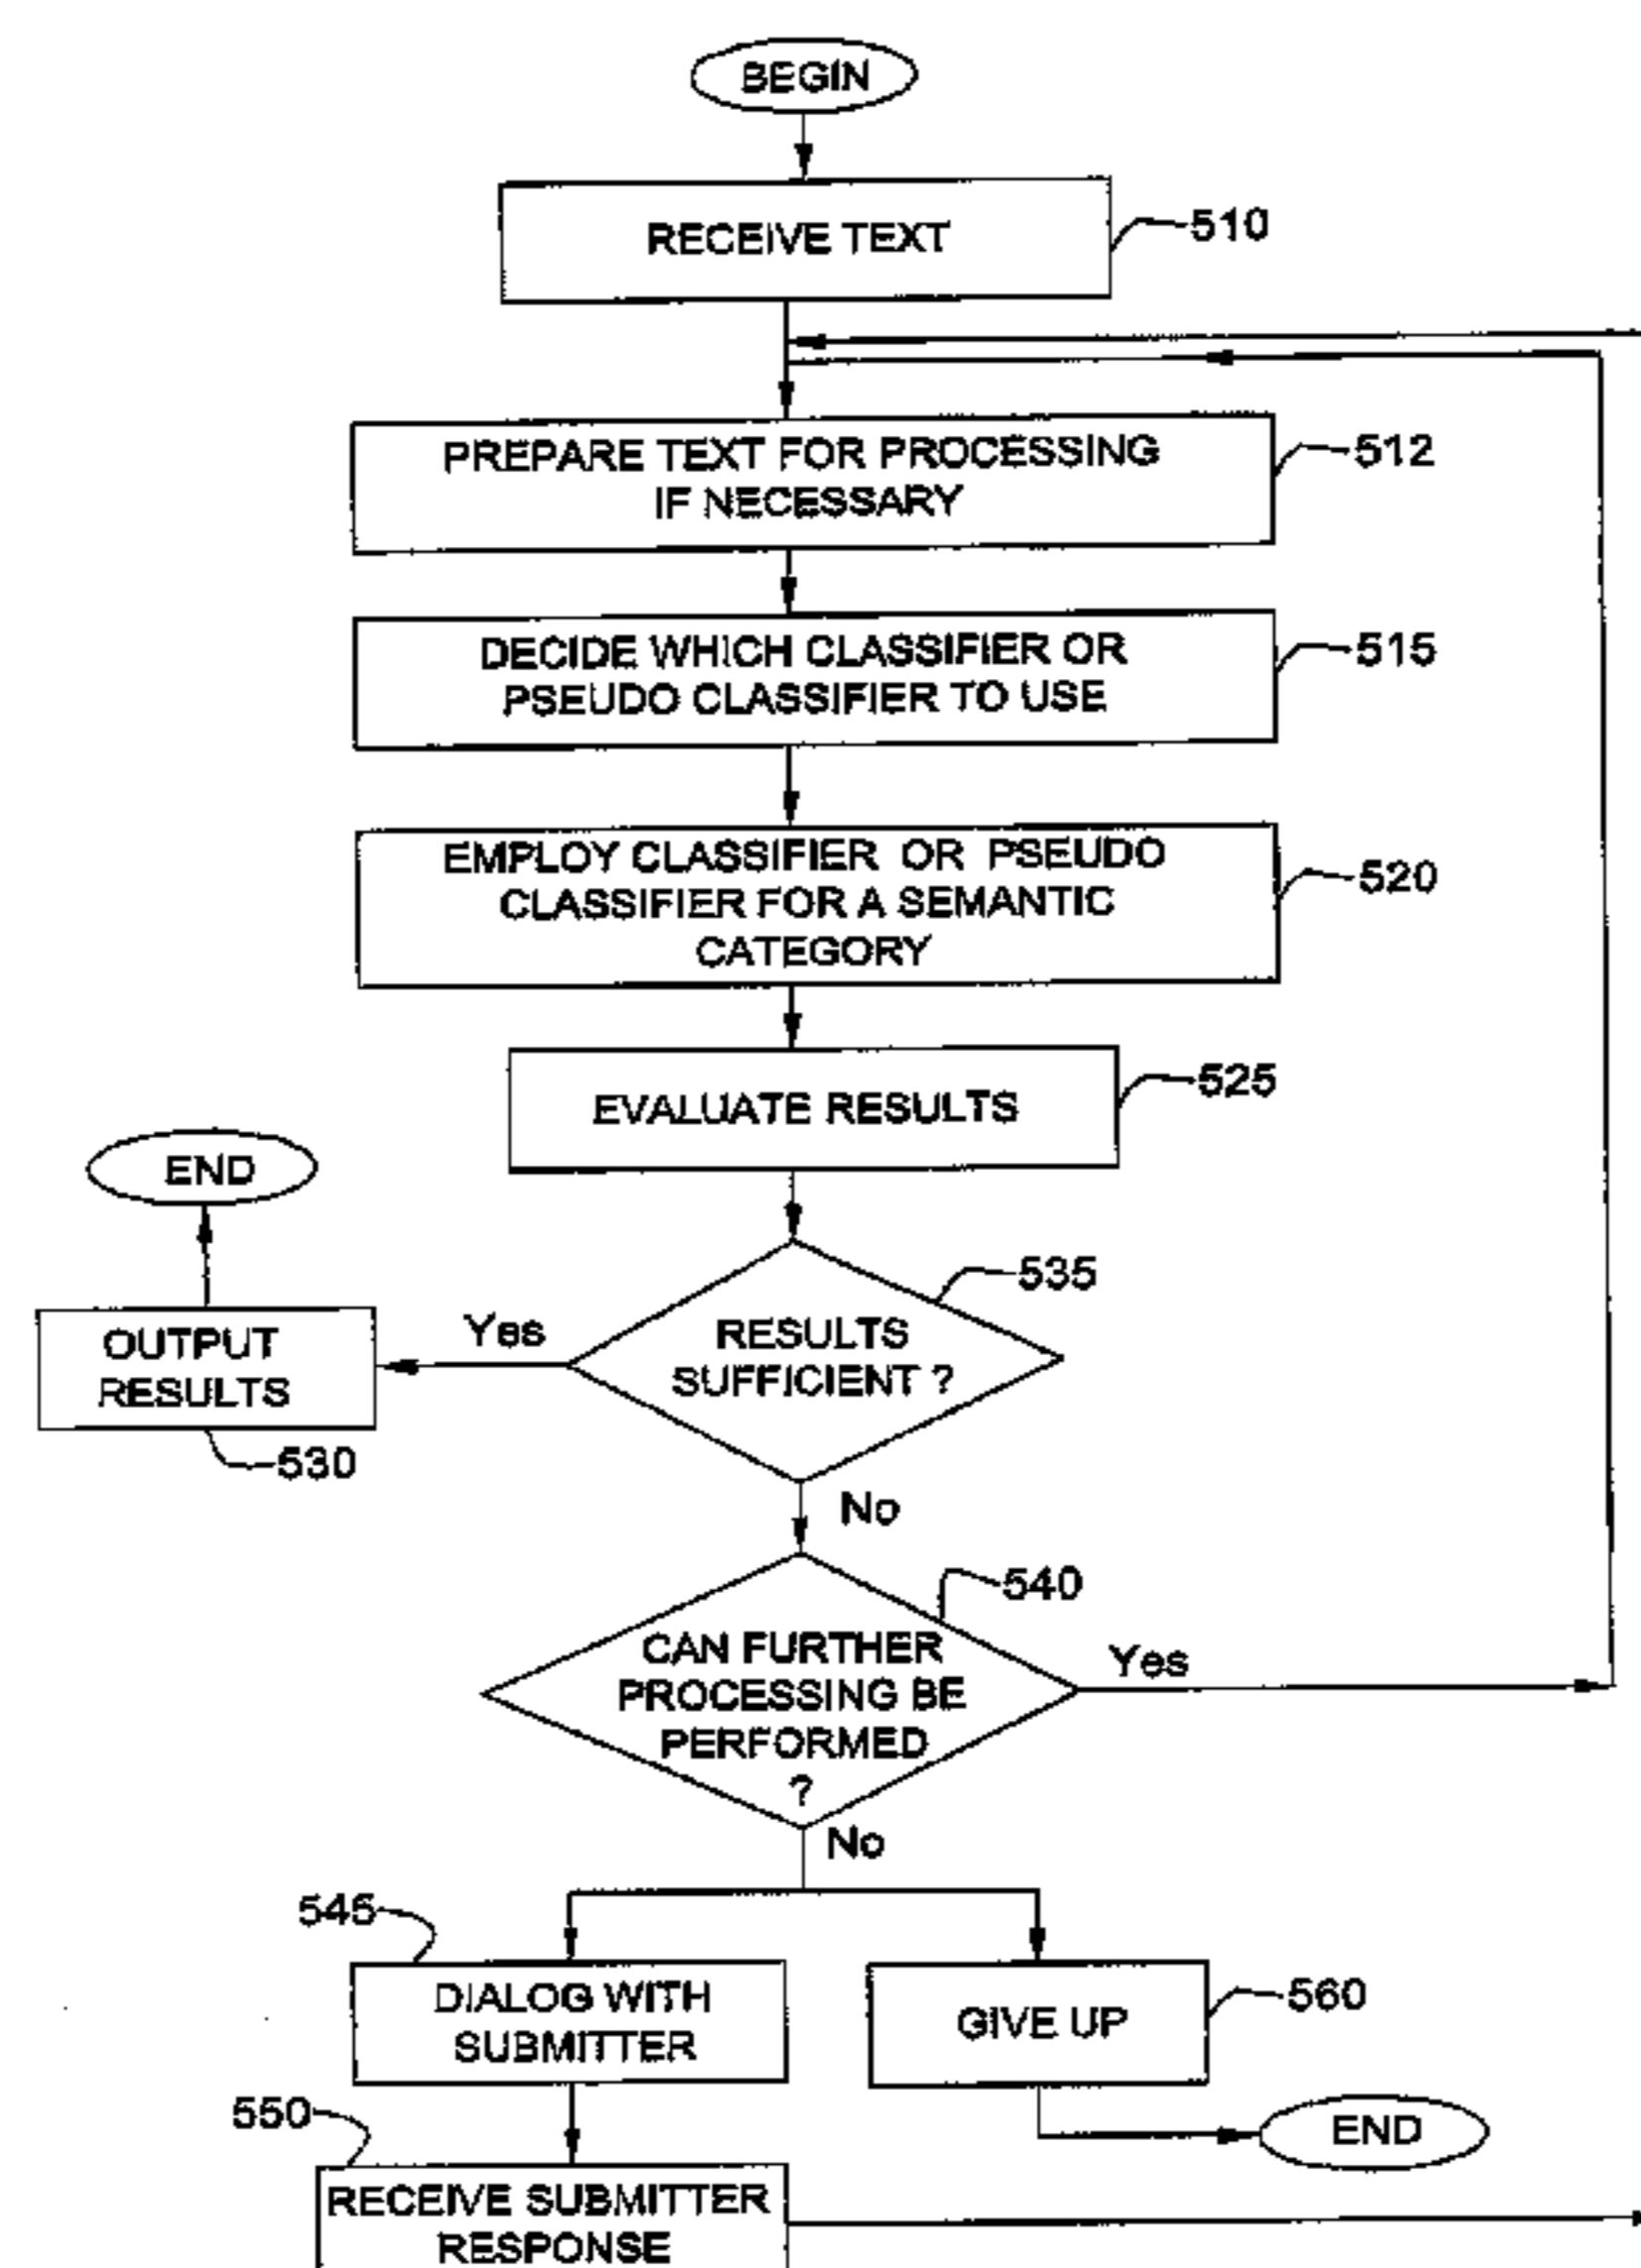 BEGIN
RECEIVE TEXT
510
PREPARE TEXT FOR PROCESSING
IF NECESSARY
512
DECIDE WHICH CLASSIFIER OR
PSEUDO CLASSIFIER TO USE
515
EMPLOY CLASSIFIER OR PSEUDO
CLASSIFIER FOR A SEMANTIC
CATEGORY
520
EVALUATE RESULTS
525
END
OUTPUT
RESULTS
530
Yes
RESULTS
SUFFICIENT ?
535
No
CAN FURTHER
PROCESSING BE
PERFORMED
?
540
Yes
No
545
DIALOG WITH
SUBMITTER
GIVE UP
560
550
RECEIVE SUBMITTER
RESPONSE
END